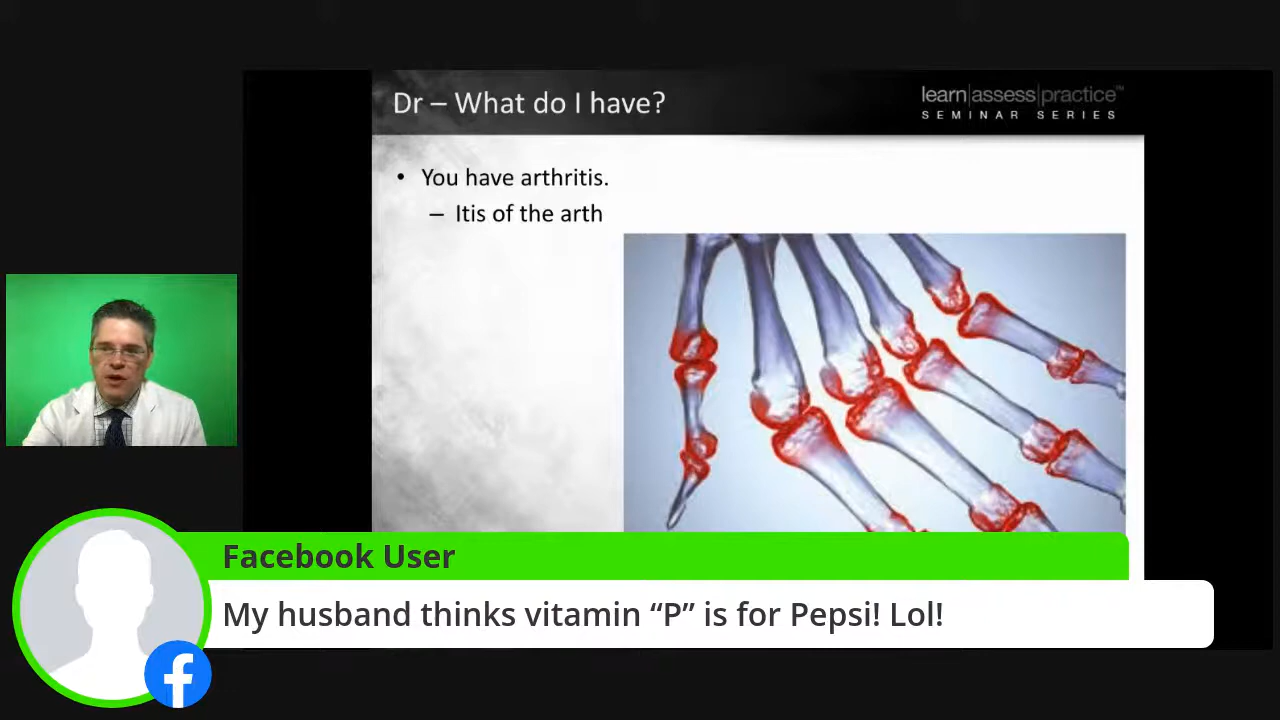 Dr – What do I have?
learn|assess|practice™
SEMINAR SERIES
• You have arthritis.
– Itis of the arth
Facebook User
My husband thinks vitamin “P” is for Pepsi! Lol!